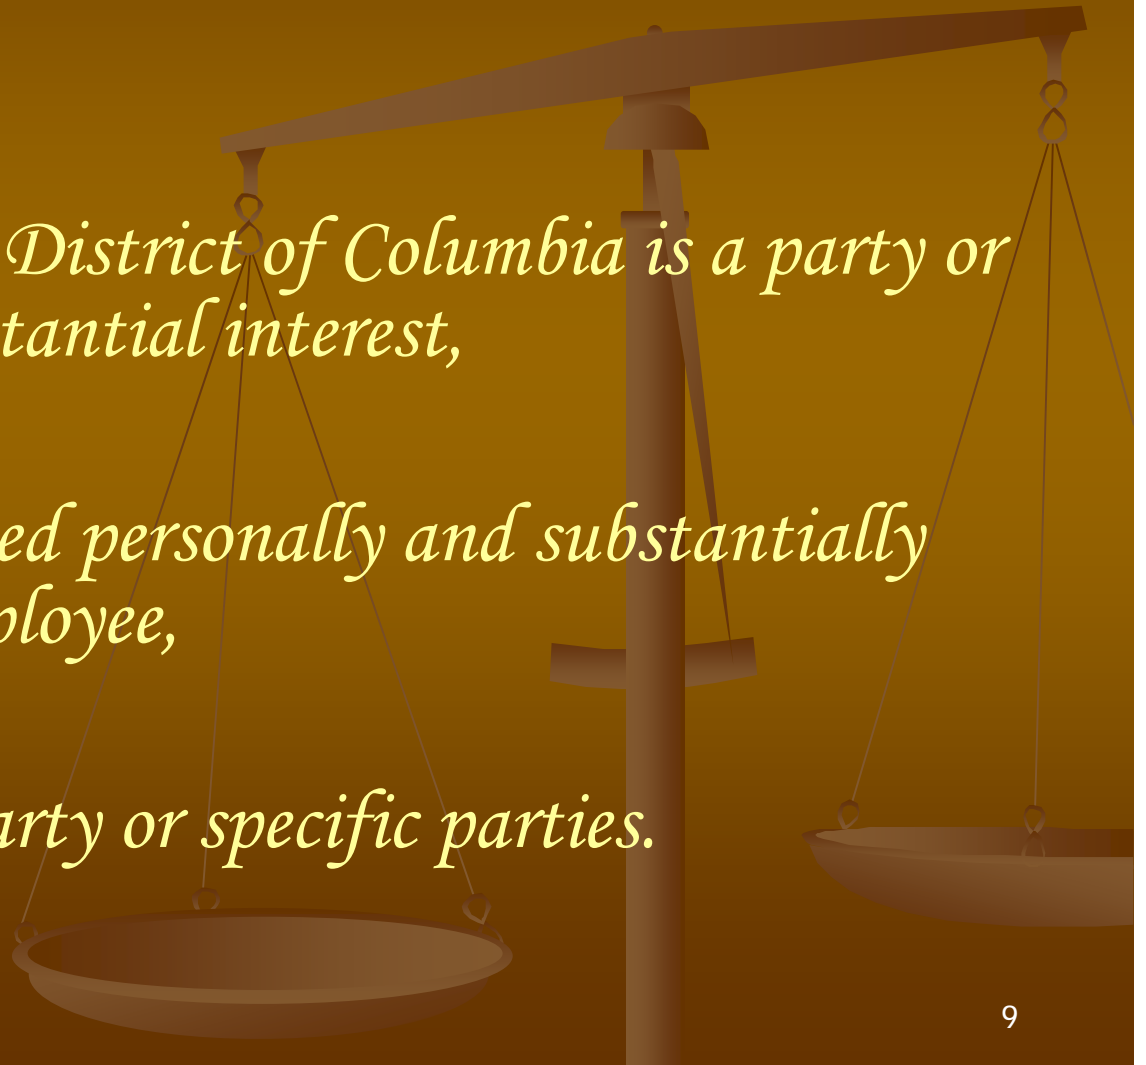 District of Columbia is a party or
tantial interest,
ed personally and substantially
ployee,
arty or specific parties.
9